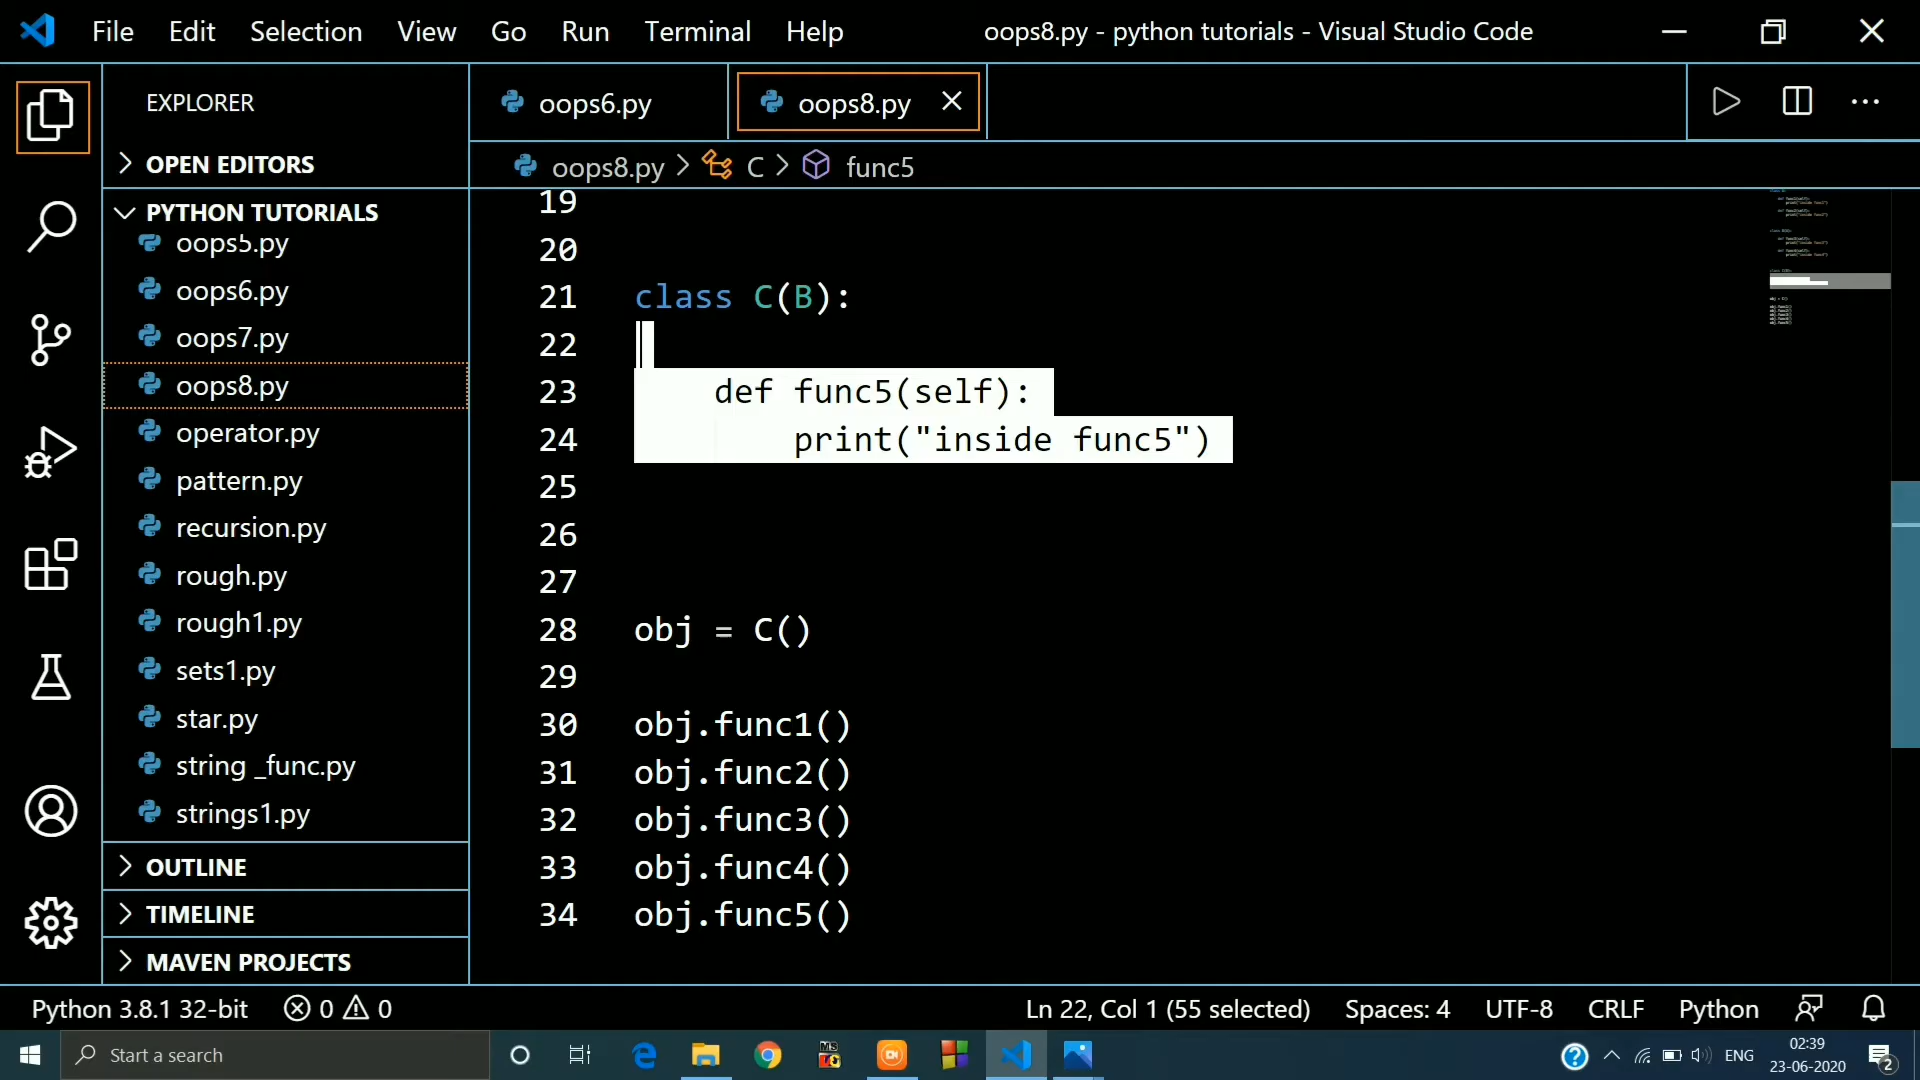 File Edit Selection View Go Run Terminal Help oops8.py - python tutorials - Visual Studio Code
EXPLORER
OPEN EDITORS
PYTHON TUTORIALS
oops5.py
oops6.py
oops7.py
oops8.py
operator.py
pattern.py
recursion.py
rough.py
rough1.py
sets1.py
star.py
string _func.py
strings1.py
OUTLINE
TIMELINE
MAVEN PROJECTS
oops6.py oops8.py
oops8.py > C > func5
19
20
21 class C(B):
22
23 def func5(self):
24 print("inside func5")
25
26
27
28 obj = C()
29
30 obj.func1()
31 obj.func2()
32 obj.func3()
33 obj.func4()
34 obj.func5()
Python 3.8.1 32-bit 0 0 Ln 22, Col 1 (55 selected) Spaces: 4 UTF-8 CRLF Python
Start a search ENG 02:39
23-06-2020 2